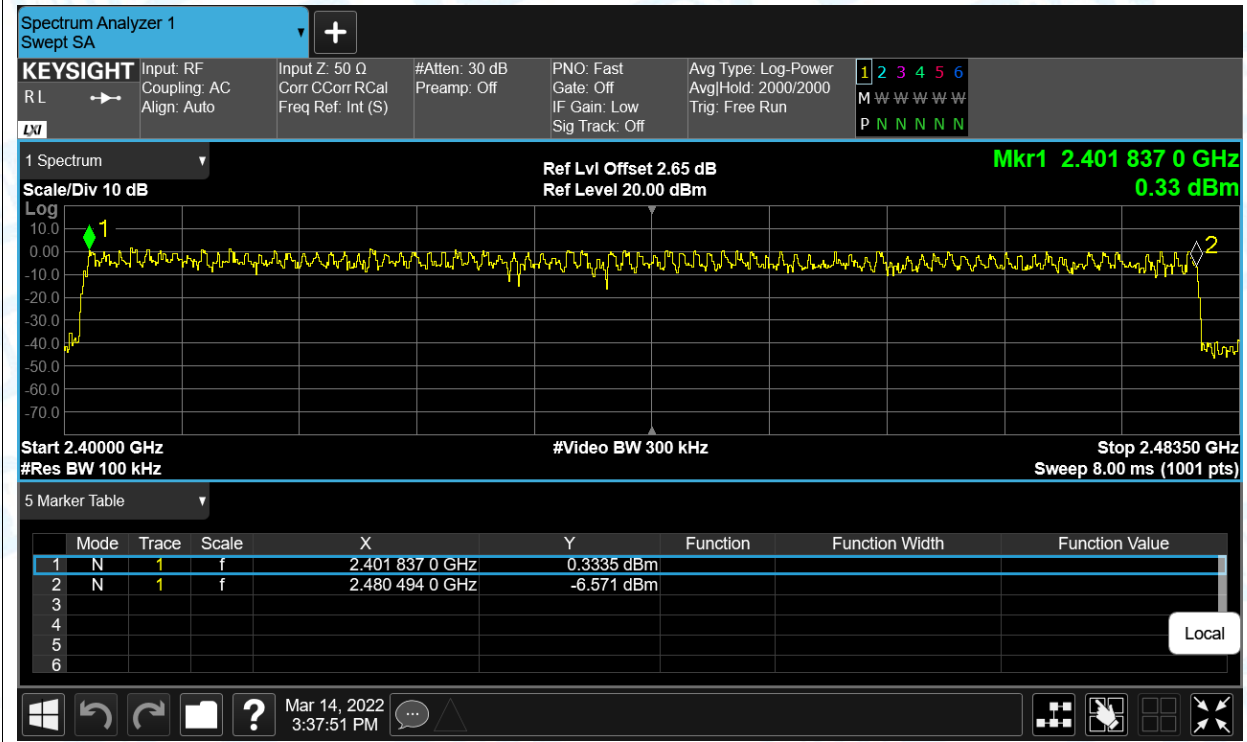 Spectrum Analyzer 1
Swept SA
+
KEYSIGHT Input: RF Input Z: 50 Ω #Atten: 30 dB PNO: Fast Avg Type: Log-Power 1 2 3 4 5 6
R L Coupling: AC Corr CCorr RCal Preamp: Off Gate: Off Avg|Hold: 2000/2000 M W W W W W
Align: Auto Freq Ref: Int (S) IF Gain: Low Trig: Free Run
LXI Sig Track: Off P N N N N N
1 Spectrum Ref Lvl Offset 2.65 dB Mkr1 2.401 837 0 GHz
Scale/Div 10 dB Ref Level 20.00 dBm 0.33 dBm
Log
10.0 1
0.00 2
-10.0
-20.0
-30.0
-40.0
-50.0
-60.0
-70.0
Start 2.40000 GHz #Video BW 300 kHz Stop 2.48350 GHz
#Res BW 100 kHz Sweep 8.00 ms (1001 pts)
5 Marker Table
Mode Trace Scale X Y Function Function Width Function Value
1 N 1 f 2.401 837 0 GHz 0.3335 dBm
2 N 1 f 2.480 494 0 GHz -6.571 dBm
3
4
5
6
Local
? Mar 14, 2022
3:37:51 PM